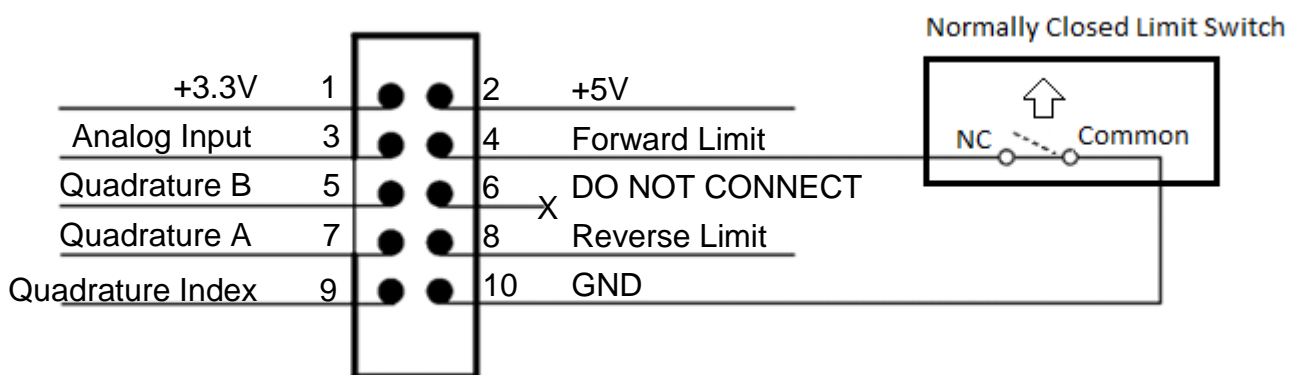 Normally Closed Limit Switch
+3.3V 1 2 +5V
Analog Input 3 4 Forward Limit NC Common
Quadrature B 5 6 X DO NOT CONNECT
Quadrature A 7 8 Reverse Limit
Quadrature Index 9 10 GND